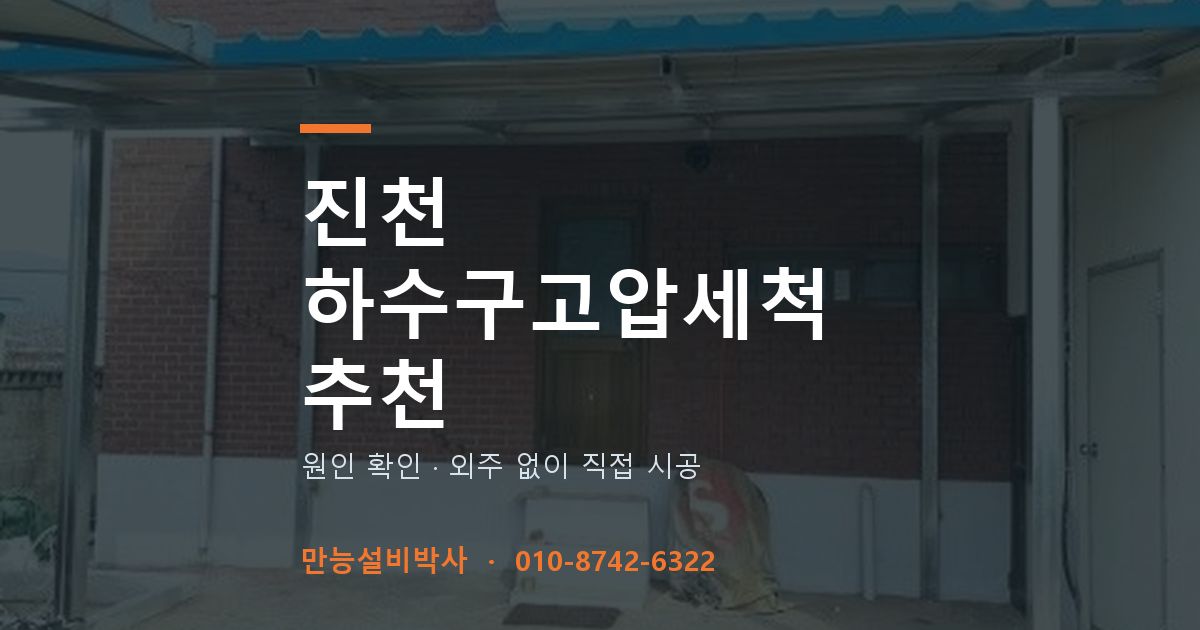 진천
하수구고압세척
추천
원인 확인 · 외주 없이 직접 시공
만능설비박사 · 010-8742-6322
S